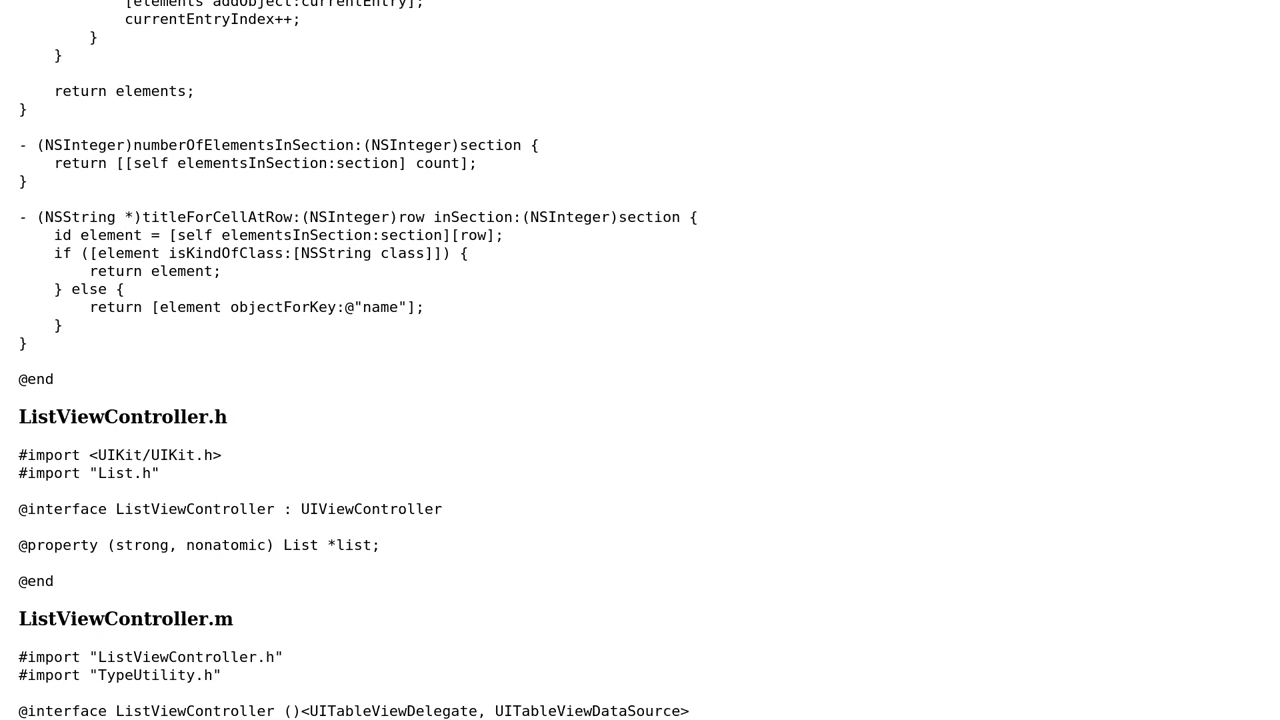 [elements addObject:currentEntry];
currentEntryIndex++;
}
}
return elements;
}
- (NSInteger)numberOfElementsInSection:(NSInteger)section {
return [[self elementsInSection:section] count];
}
- (NSString *)titleForCellAtRow:(NSInteger)row inSection:(NSInteger)section {
id element = [self elementsInSection:section][row];
if ([element isKindOfClass:[NSString class]]) {
return element;
} else {
return [element objectForKey:@"name"];
}
}
@end
ListViewController.h
#import <UIKit/UIKit.h>
#import "List.h"
@interface ListViewController : UIViewController
@property (strong, nonatomic) List *list;
@end
ListViewController.m
#import "ListViewController.h"
#import "TypeUtility.h"
@interface ListViewController ()<UITableViewDelegate, UITableViewDataSource>